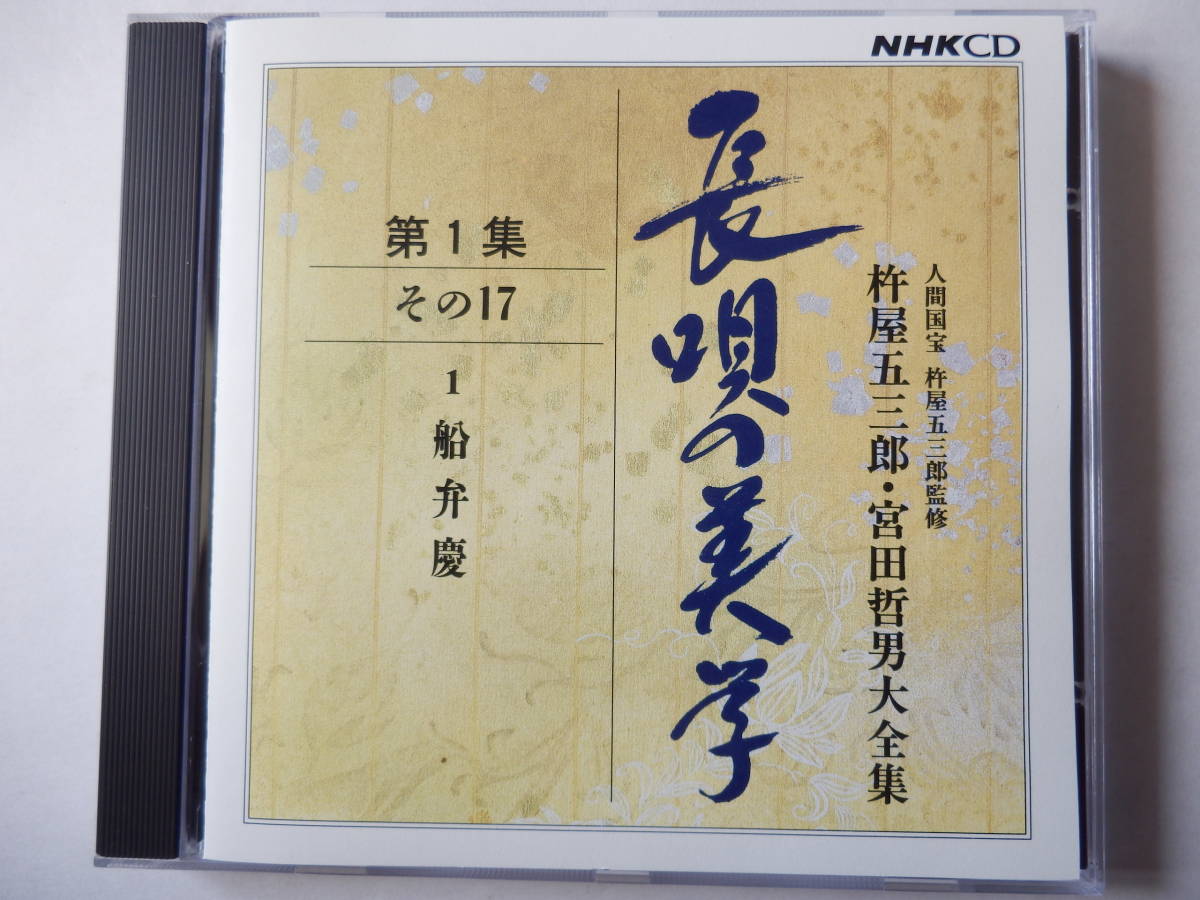 NHKCD
人間国宝 杵屋五三郎監修
杵屋五三郎・宮田哲男大全集
長唄の美学
第1集
その17
1 船弁慶